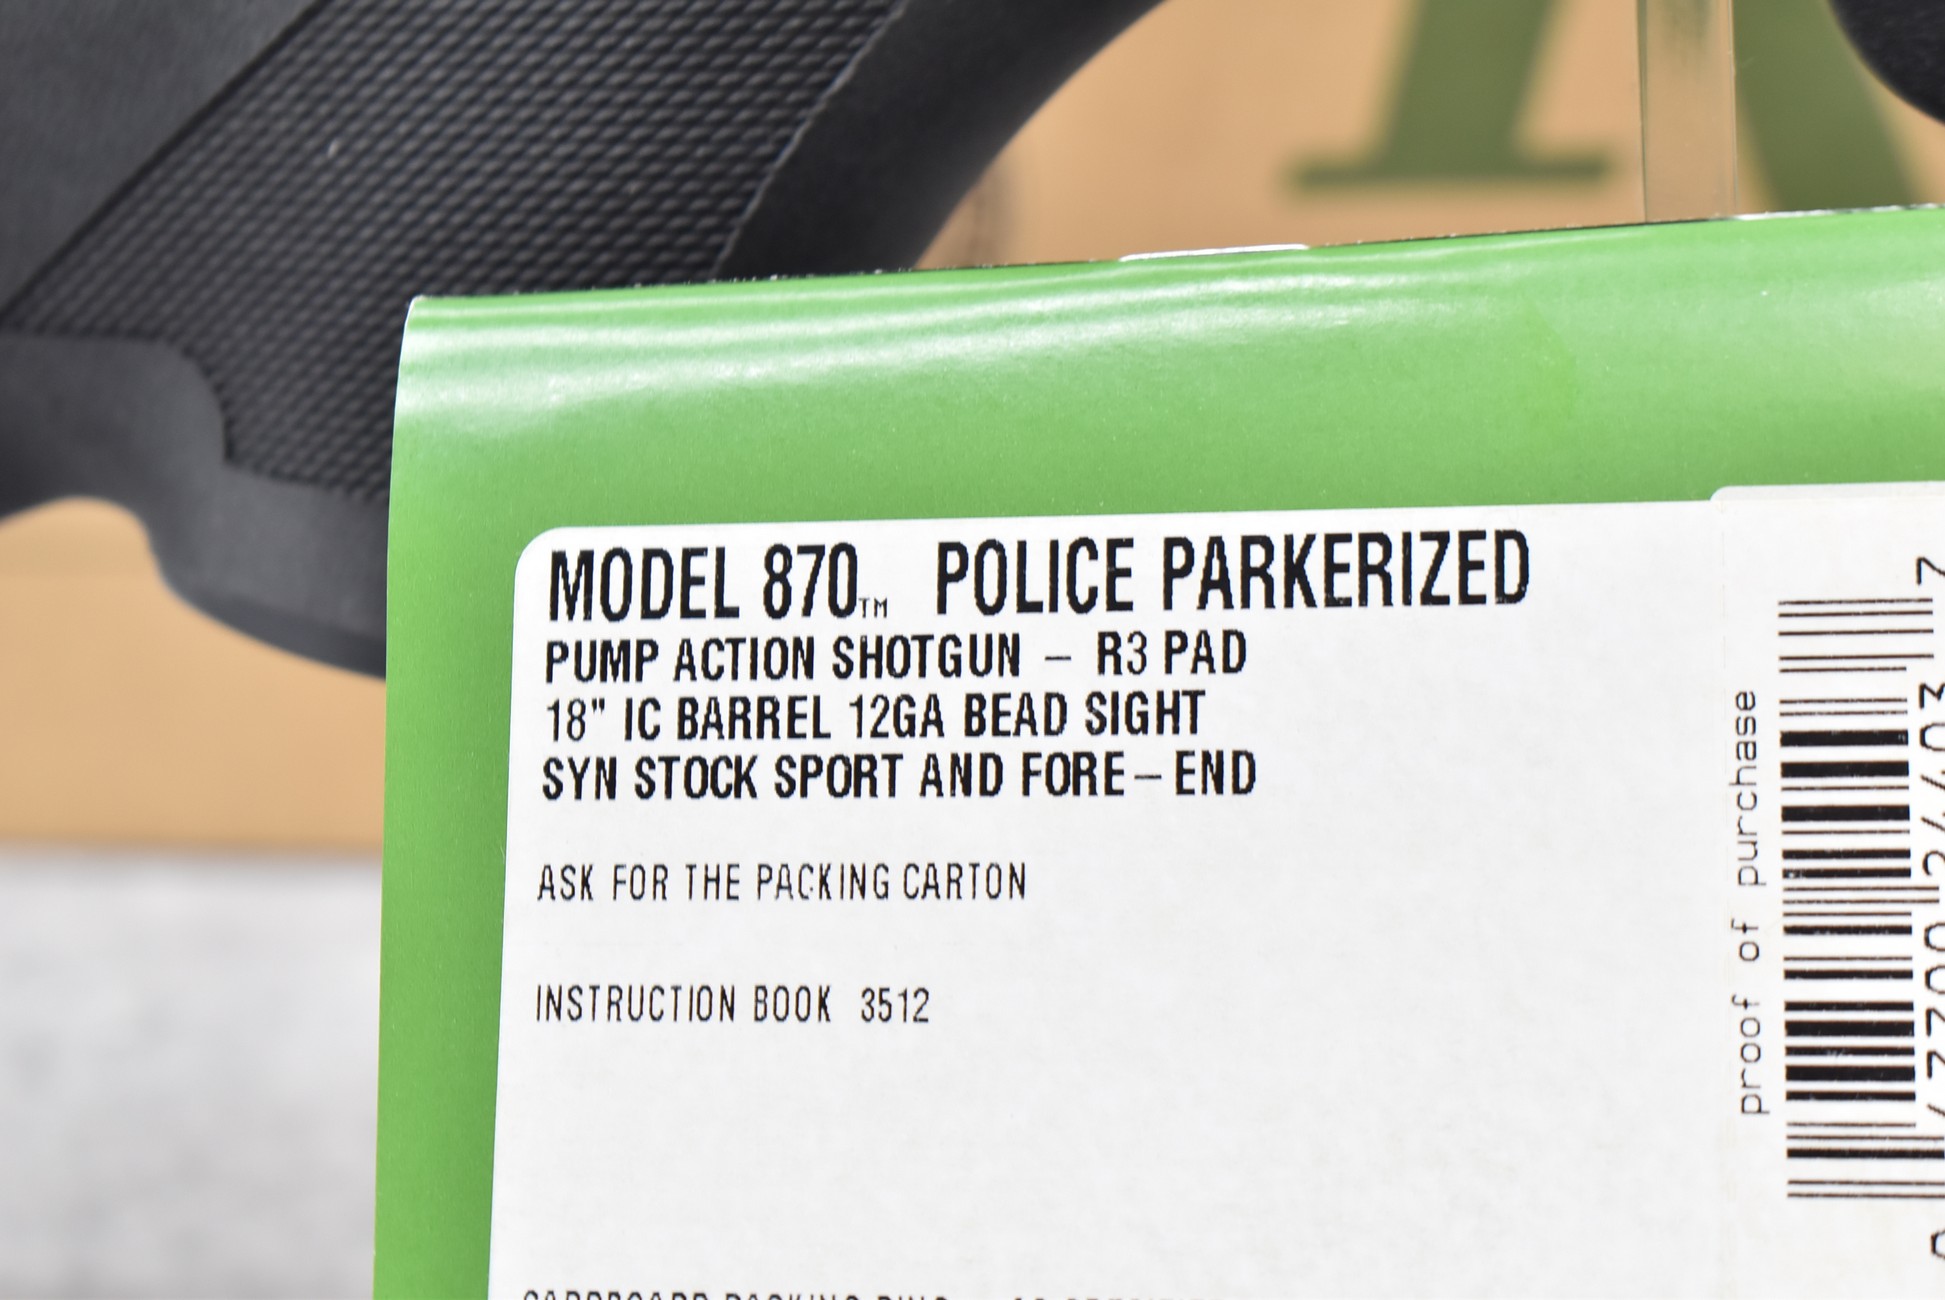 MODEL 870™ POLICE PARKERIZED
PUMP ACTION SHOTGUN – R3 PAD
18" IC BARREL 12GA BEAD SIGHT
SYN STOCK SPORT AND FORE–END
ASK FOR THE PACKING CARTON
INSTRUCTION BOOK 3512
proof of purchase